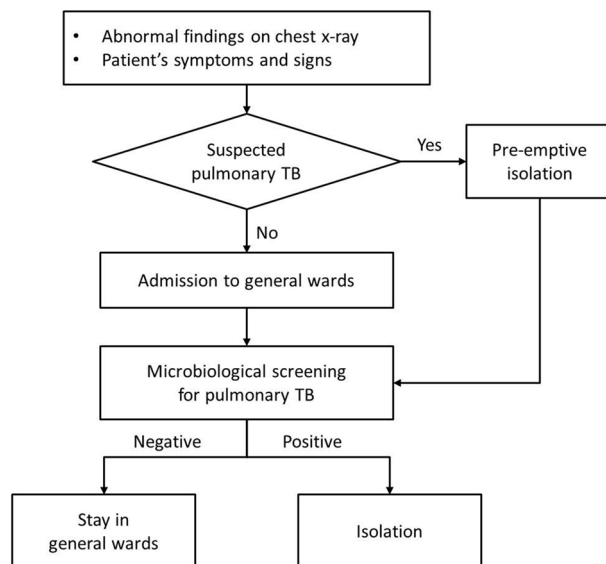 • Abnormal findings on chest x-ray
• Patient’s symptoms and signs
Suspected
pulmonary TB
Yes
Pre-emptive
isolation
No
Admission to general wards
Microbiological screening
for pulmonary TB
Negative
Positive
Stay in
general wards
Isolation